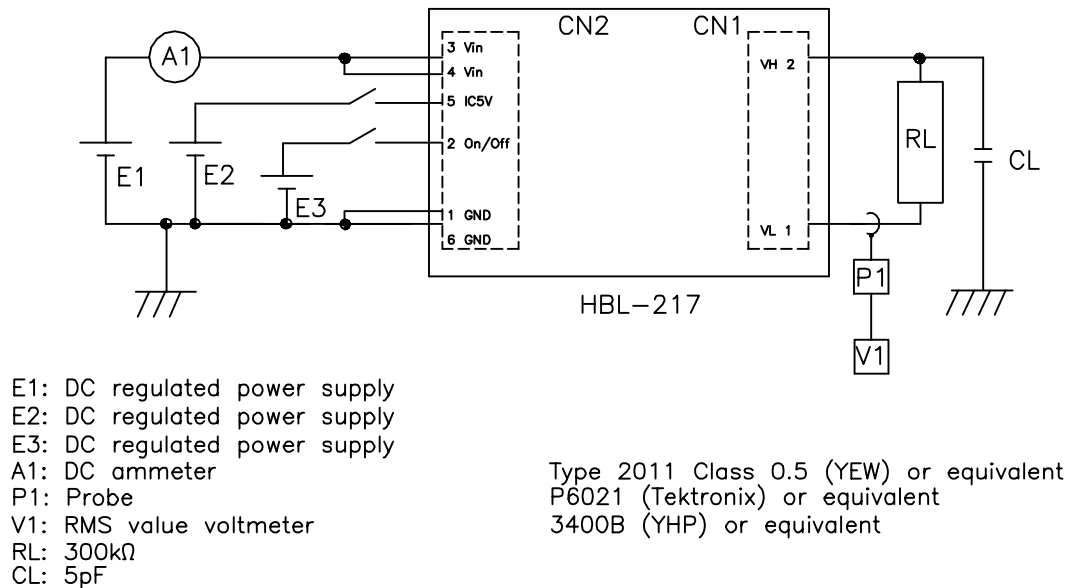 CN2 CN1
A1
3 Vin
4 Vin
VH 2
5 IC5V
2 On/Off
RL
E1 E2 E3
CL
1 GND
6 GND
VL 1
P1
HBL-217
V1
E1: DC regulated power supply
E2: DC regulated power supply
E3: DC regulated power supply
A1: DC ammeter Type 2011 Class 0.5 (YEW) or equivalent
P1: Probe P6021 (Tektronix) or equivalent
V1: RMS value voltmeter 3400B (YHP) or equivalent
RL: 300kΩ
CL: 5pF